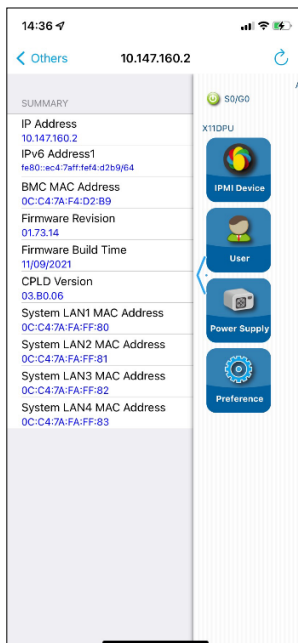 14:36
Others
10.147.160.2
SUMMARY
IP Address
10.147.160.2
IPv6 Address1
fe80::ec4:7aff:fef4:d2b9/64
BMC MAC Address
0C:C4:7A:F4:D2:B9
Firmware Revision
01.73.14
Firmware Build Time
11/09/2021
CPLD Version
03.B0.06
System LAN1 MAC Address
0C:C4:7A:FA:FF:80
System LAN2 MAC Address
0C:C4:7A:FA:FF:81
System LAN3 MAC Address
0C:C4:7A:FA:FF:82
System LAN4 MAC Address
0C:C4:7A:FA:FF:83
S0/G0
X11DPU
IPMI Device
User
Power Supply
Preference